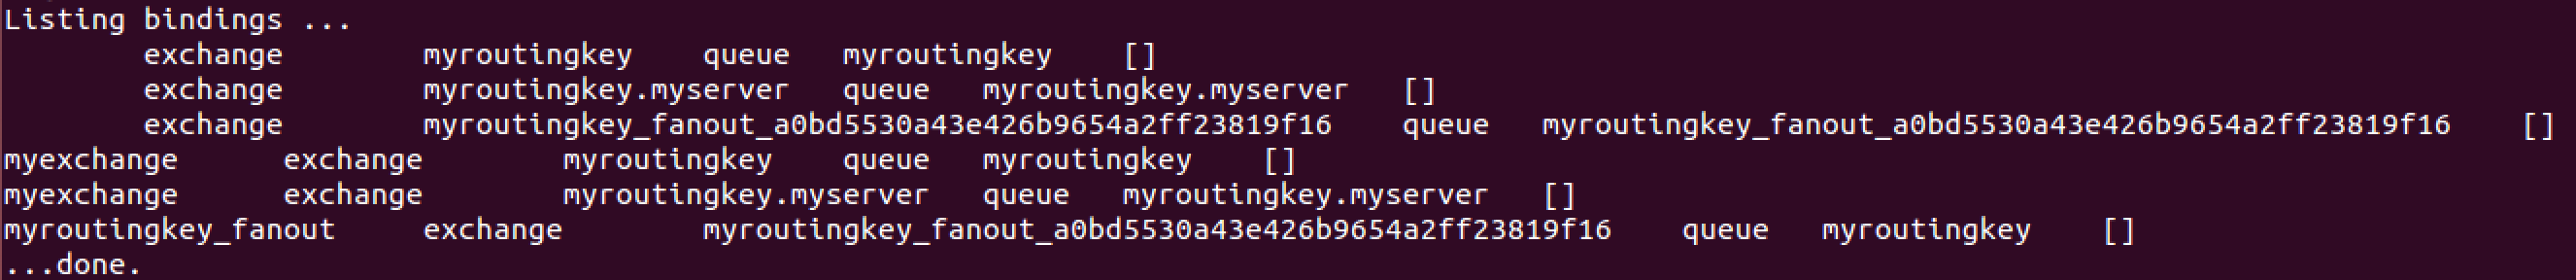 Listing bindings ...
exchange myroutingkey queue myroutingkey []
exchange myroutingkey.myserver queue myroutingkey.myserver []
exchange myroutingkey_fanout_a0bd5530a43e426b9654a2ff23819f16 queue myroutingkey_fanout_a0bd5530a43e426b9654a2ff23819f16 []
myexchange exchange myroutingkey queue myroutingkey []
myexchange exchange myroutingkey.myserver queue myroutingkey.myserver []
myroutingkey_fanout exchange myroutingkey_fanout_a0bd5530a43e426b9654a2ff23819f16 queue myroutingkey []
...done.